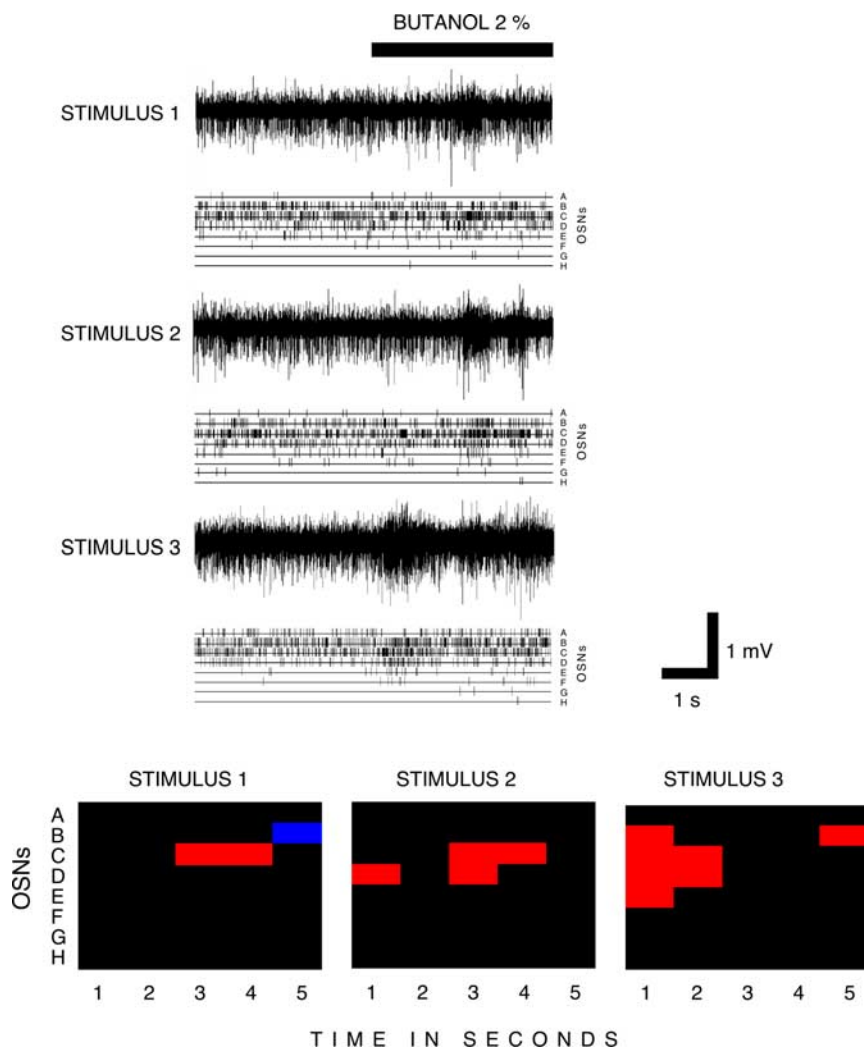 BUTANOL 2 %
STIMULUS 1
A
B
C
D
E
F
G
H
OSNs
STIMULUS 2
A
B
C
D
E
F
G
H
OSNs
STIMULUS 3
A
B
C
D
E
F
G
H
OSNs
1 mV
1 s
STIMULUS 1 STIMULUS 2 STIMULUS 3
OSNs
A
B
C
D
E
F
G
H
1 2 3 4 5 1 2 3 4 5 1 2 3 4 5
TIME IN SECONDS